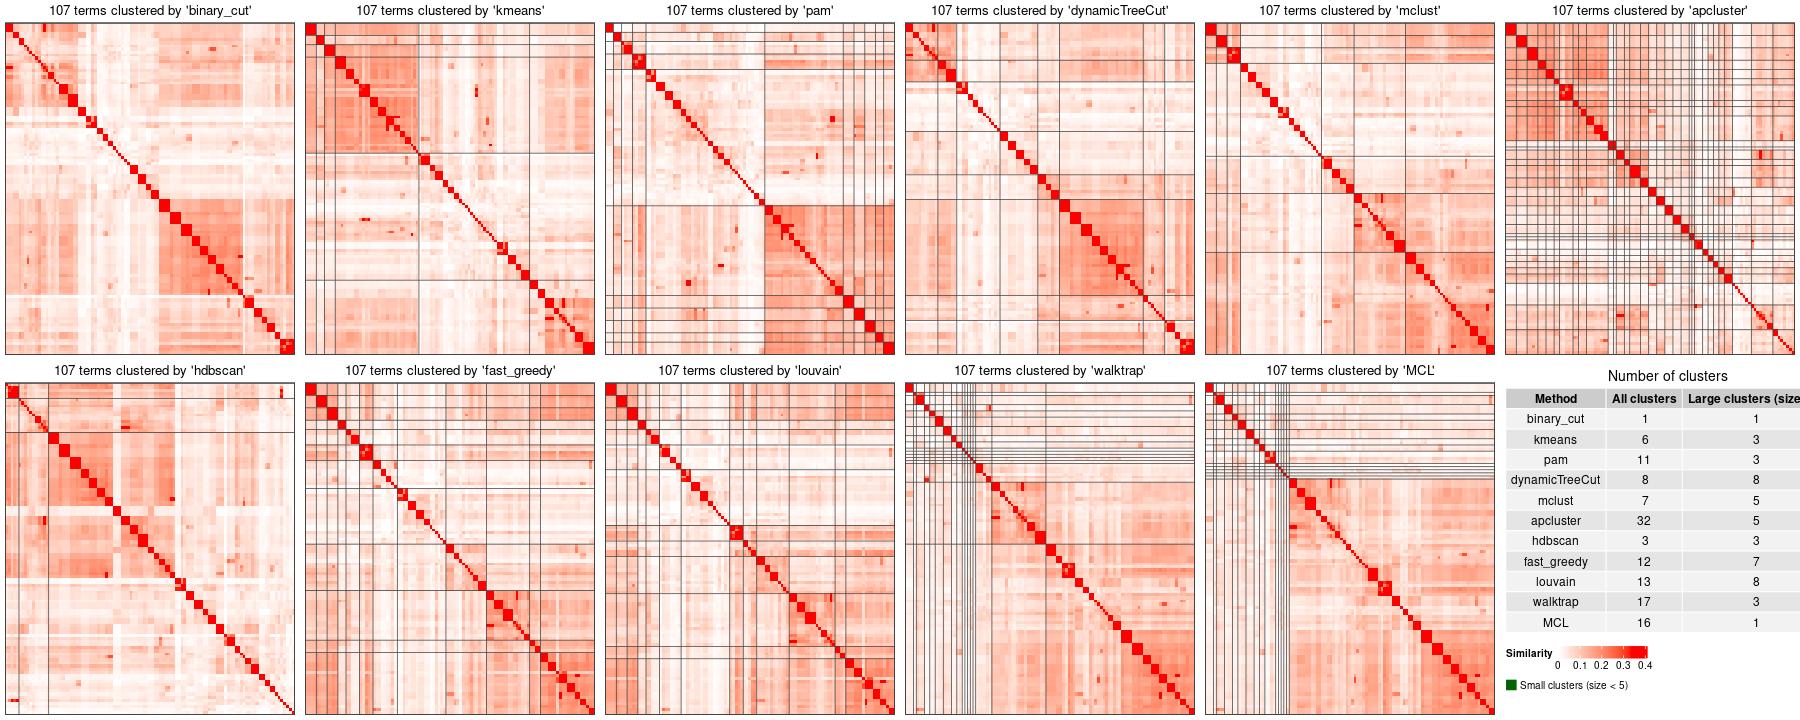 107 terms clustered by 'binary_cut'
107 terms clustered by 'kmeans'
107 terms clustered by 'pam'
107 terms clustered by 'dynamicTreeCut'
107 terms clustered by 'mclust'
107 terms clustered by 'apcluster'
107 terms clustered by 'hdbscan'
107 terms clustered by 'fast_greedy'
107 terms clustered by 'louvain'
107 terms clustered by 'walktrap'
107 terms clustered by 'MCL'
Number of clusters
Method All clusters Large clusters (size
binary_cut 1 1
kmeans 6 3
pam 11 3
dynamicTreeCut 8 8
mclust 7 5
apcluster 32 5
hdbscan 3 3
fast_greedy 12 7
louvain 13 8
walktrap 17 3
MCL 16 1
Similarity
0 0.1 0.2 0.3 0.4
Small clusters (size < 5)